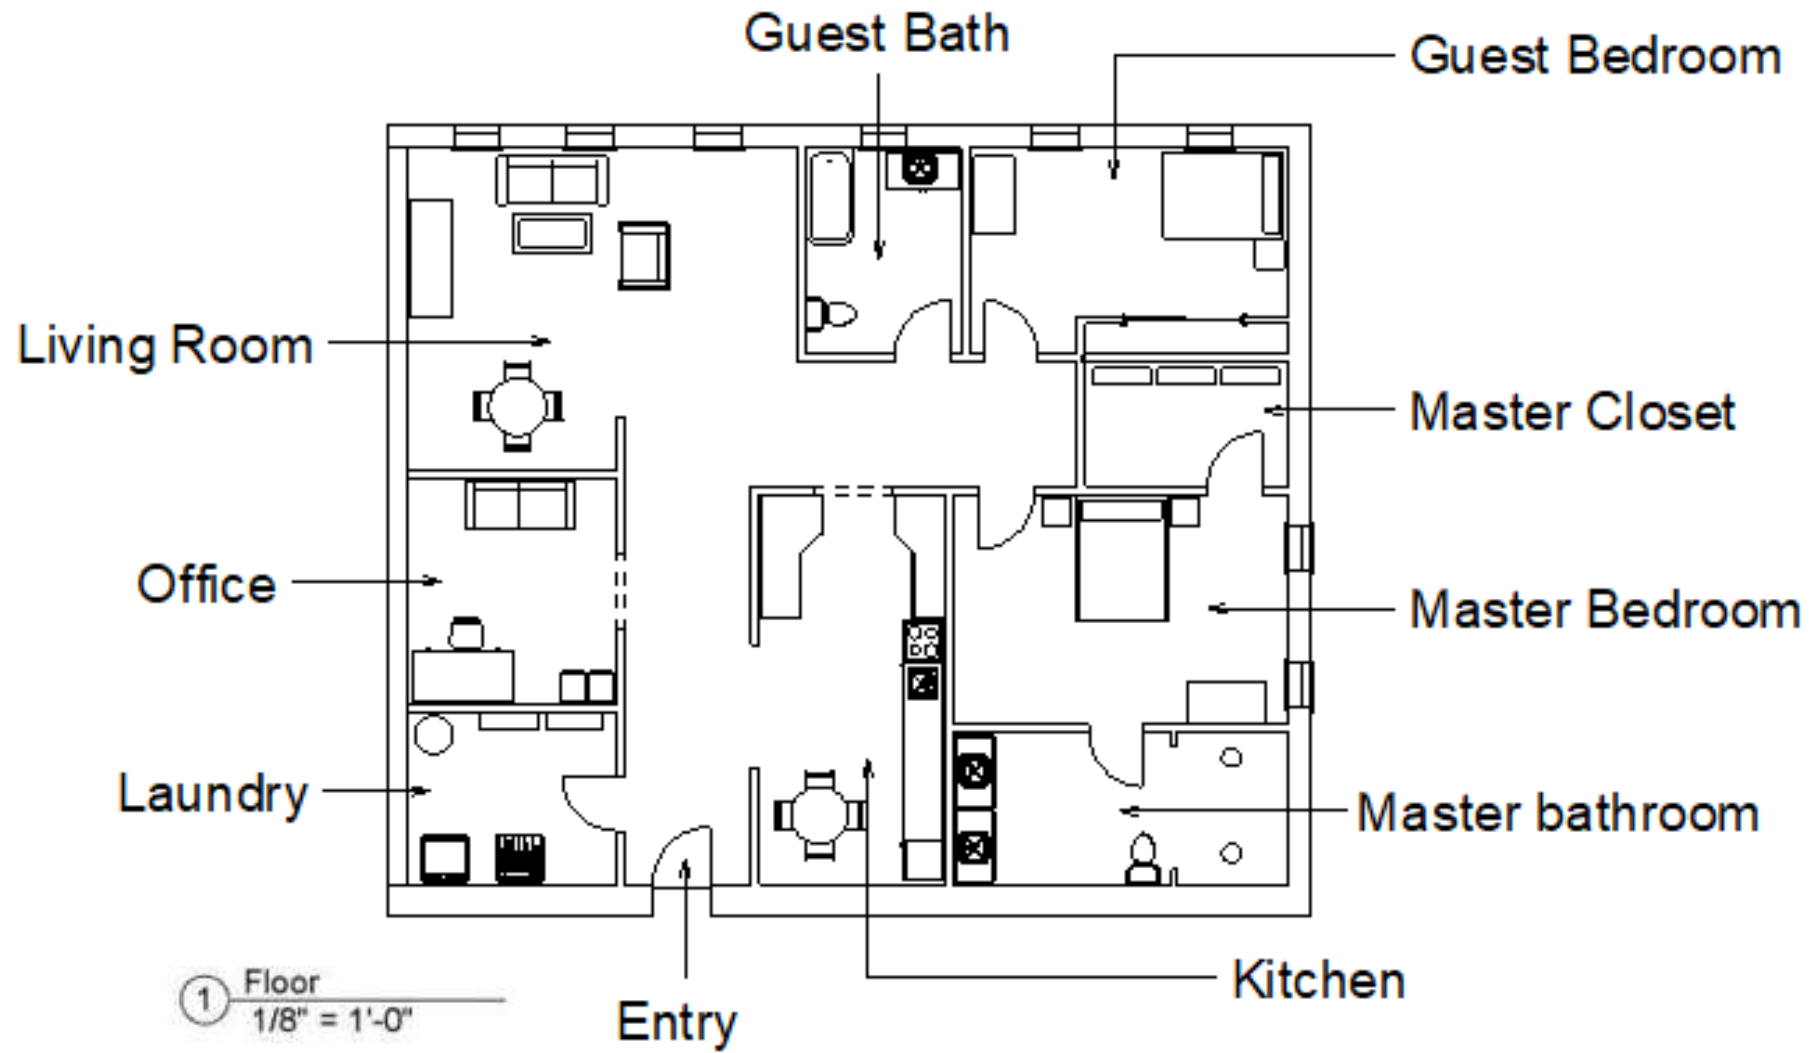 Guest Bath
Guest Bedroom
Living Room
Master Closet
Office
Master Bedroom
Laundry
Master bathroom
Kitchen
Entry
1
Floor
1/8" = 1'-0"